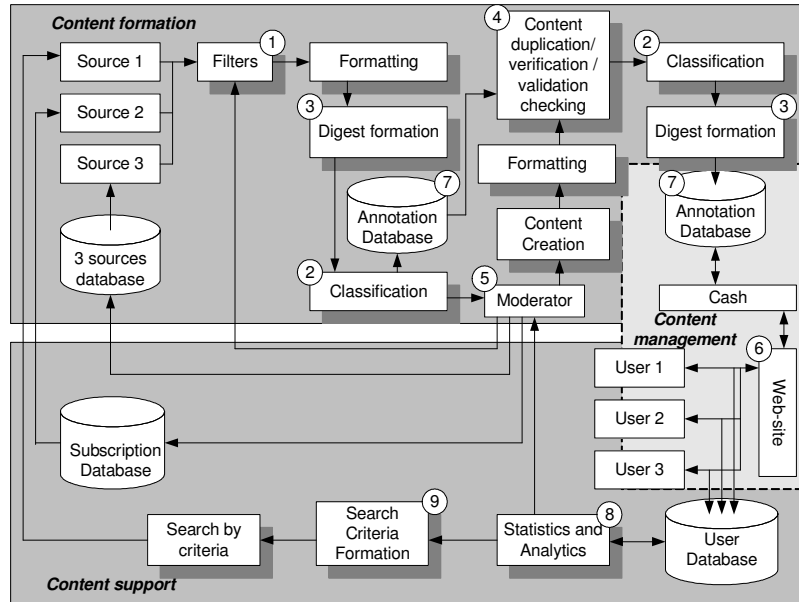 Content formation
Source 1
Source 2
Source 3
3 sources
database
Filters
1
Formatting
3
Digest formation
7
Annotation
Database
2
Classification
4
Content
duplication/
verification /
validation
checking
Formatting
Content
Creation
5
Moderator
2
Classification
3
Digest formation
7
Annotation
Database
Cash
Content
management
6
Web-site
User 1
User 2
User 3
Subscription
Database
Search by
criteria
9
Search
Criteria
Formation
8
Statistics and
Analytics
User
Database
Content support